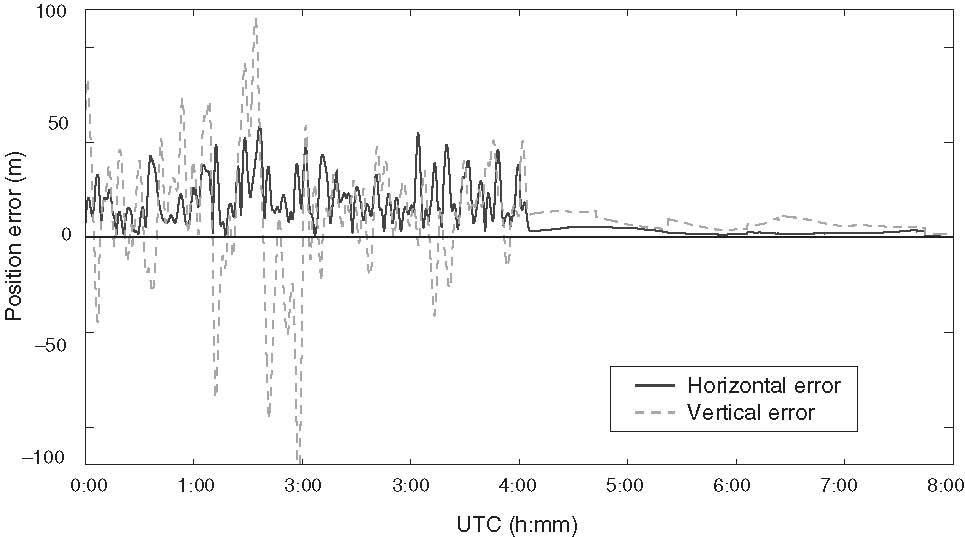 100
50
0
–50
–100
Position error (m)
Horizontal error
Vertical error
0:00 1:00 3:00 3:00 4:00 5:00 6:00 7:00 8:00
UTC (h:mm)